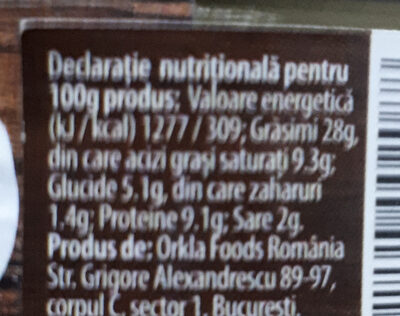 Declarație nutrițională pentru
100g produs: Valoare energetică
(kJ/kcal) 1277/309; Grăsimi 28g,
din care acizi grași saturați 9.3g;
Glucide 5.1g, din care zaharuri
1.4g; Proteine 9.1g; Sare 2g.
Produs de: Orkla Foods România
Str. Grigore Alexandrescu 89-97,
corpul C, sector 1, București,